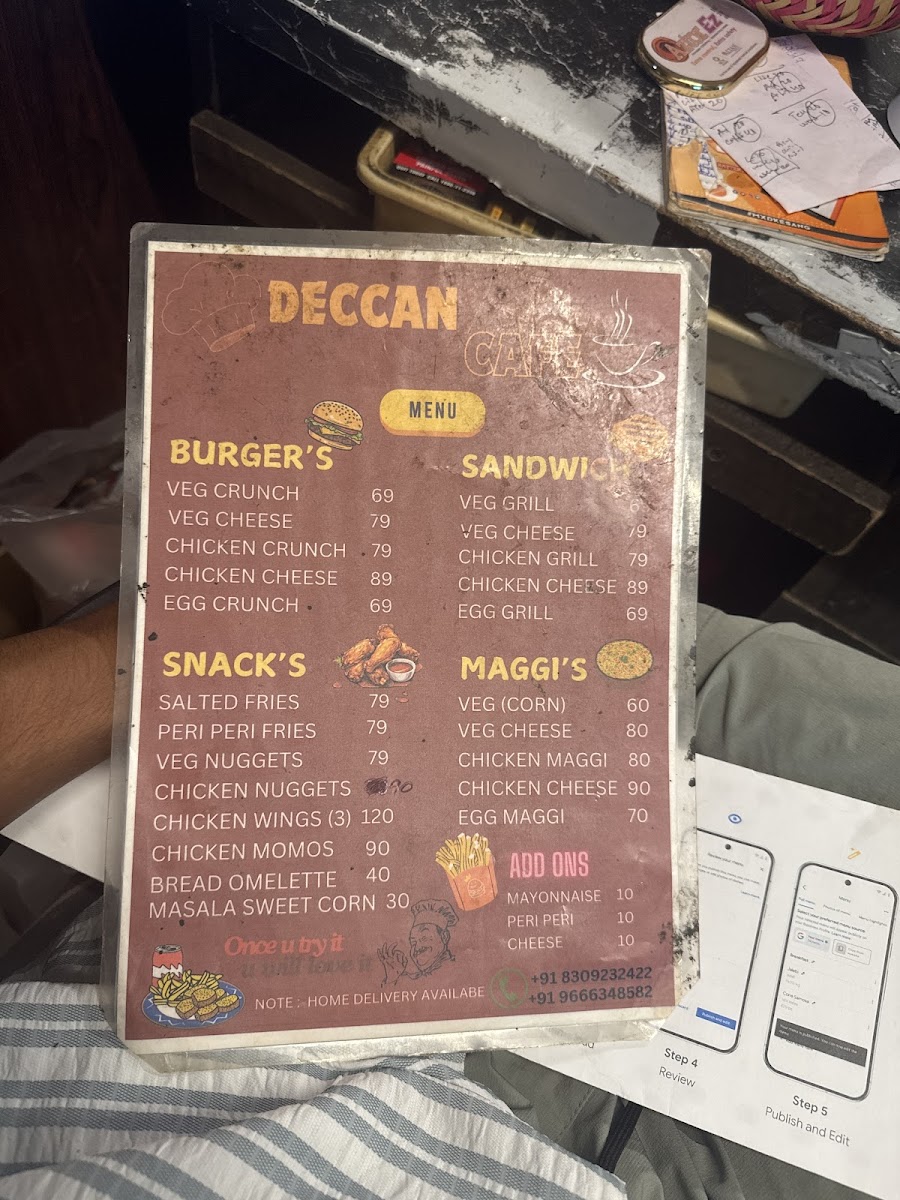 DECCAN
CAFE
MENU
BURGER'S
VEG CRUNCH 69
VEG CHEESE 79
CHICKEN CRUNCH 79
CHICKEN CHEESE 89
EGG CRUNCH 69
SANDWICH
VEG GRILL
VEG CHEESE 79
CHICKEN GRILL 79
CHICKEN CHEESE 89
EGG GRILL 69
SNACK'S
SALTED FRIES 79
PERI PERI FRIES 79
VEG NUGGETS 79
CHICKEN NUGGETS 90
CHICKEN WINGS (3) 120
CHICKEN MOMOS 90
BREAD OMELETTE 40
MASALA SWEET CORN 30
MAGGI'S
VEG (CORN) 60
VEG CHEESE 80
CHICKEN MAGGI 80
CHICKEN CHEESE 90
EGG MAGGI 70
ADD ONS
MAYONNAISE 10
PERI PERI 10
CHEESE 10
Once u try it
u will love it
NOTE :- HOME DELIVERY AVAILABE
+91 8309232422
+91 9666348582
Step 4
Review
Step 5
Publish and Edit
Menu
Publish and edit